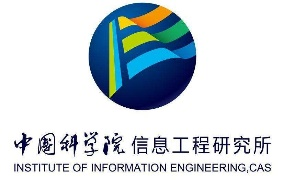 中国科学院 信息工程研究所
INSTITUTE OF INFORMATION ENGINEERING,CAS